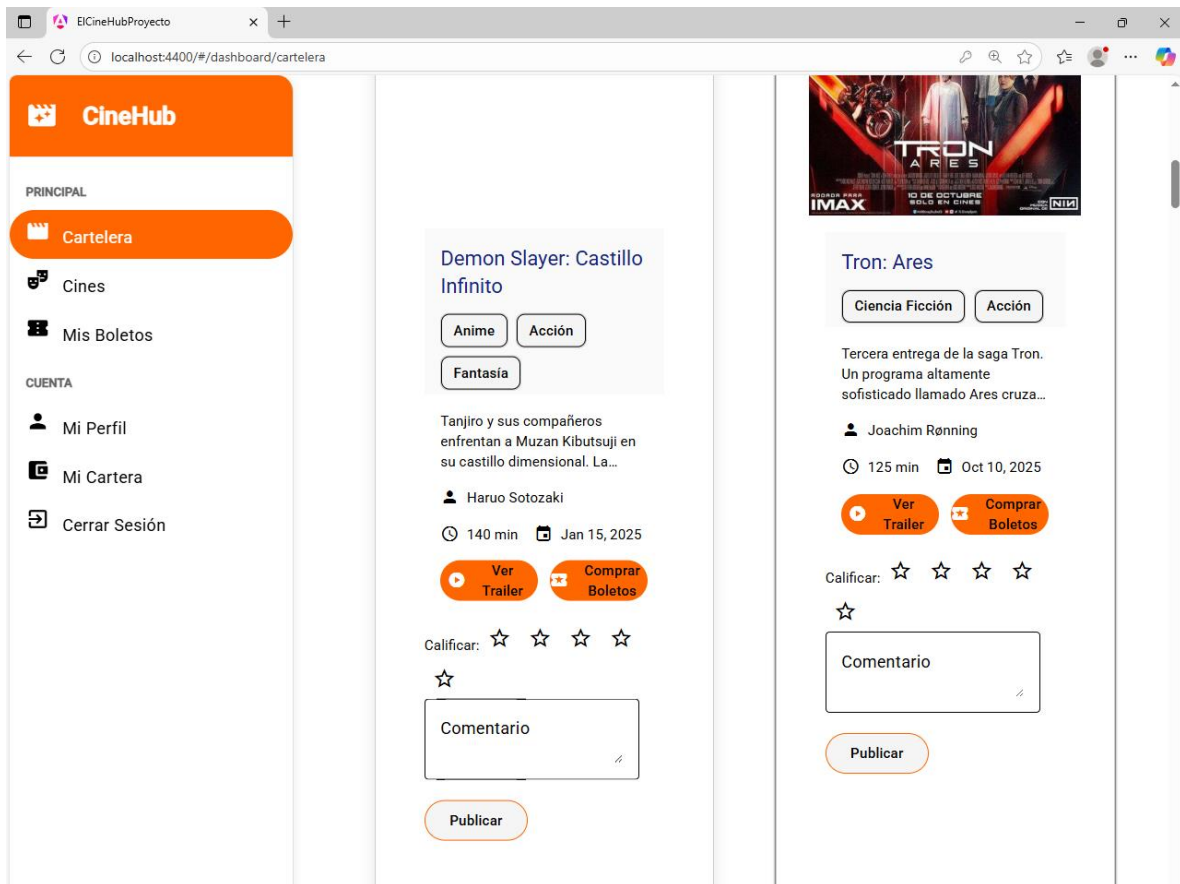 ElCineHubProyecto
localhost:4400/#/dashboard/cartelera
CineHub
PRINCIPAL
Cartelera
Cines
Mis Boletos
CUENTA
Mi Perfil
Mi Cartera
Cerrar Sesión
Demon Slayer: Castillo
Infinito
Anime
Acción
Fantasía
Tanjiro y sus compañeros
enfrentan a Muzan Kibutsuji en
su castillo dimensional. La…
Haruo Sotozaki
140 min
Jan 15, 2025
Ver
Trailer
Comprar
Boletos
Calificar:
Comentario
Publicar
TRON
ARES
RODADA PARA
IMAX
10 DE OCTUBRE
SOLO EN CINES
NIN
Tron: Ares
Ciencia Ficción
Acción
Tercera entrega de la saga Tron.
Un programa altamente
sofisticado llamado Ares cruza…
Joachim Rønning
125 min
Oct 10, 2025
Ver
Trailer
Comprar
Boletos
Calificar:
Comentario
Publicar